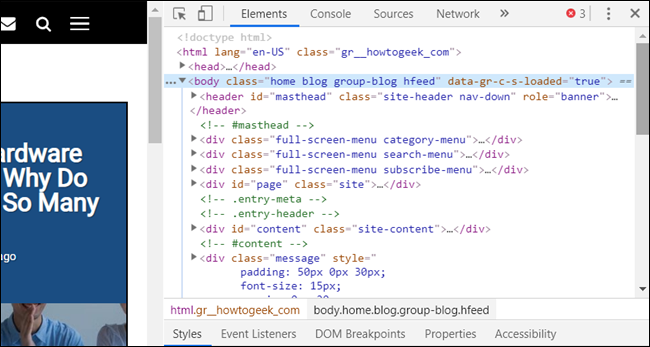 Elements Console Sources Network » 3
<!doctype html>
<html lang="en-US" class="gr__howtogeek_com">
<head>…</head>
<body class="home blog group-blog hfeed" data-gr-c-s-loaded="true"> ==
<header id="masthead" class="site-header nav-down" role="banner">…
</header>
<!-- #masthead -->
<div class="full-screen-menu category-menu">…</div>
<div class="full-screen-menu search-menu">…</div>
<div class="full-screen-menu subscribe-menu">…</div>
<div id="page" class="site">…</div>
<!-- .entry-meta -->
<!-- .entry-header -->
<div id="content" class="site-content">…</div>
<!-- #content -->
<div class="message" style="
padding: 50px 0px 30px;
font-size: 15px;
html.gr__howtogeek_com body.home.blog.group-blog.hfeed
Styles Event Listeners DOM Breakpoints Properties Accessibility
ardware
Why Do
So Many
ago